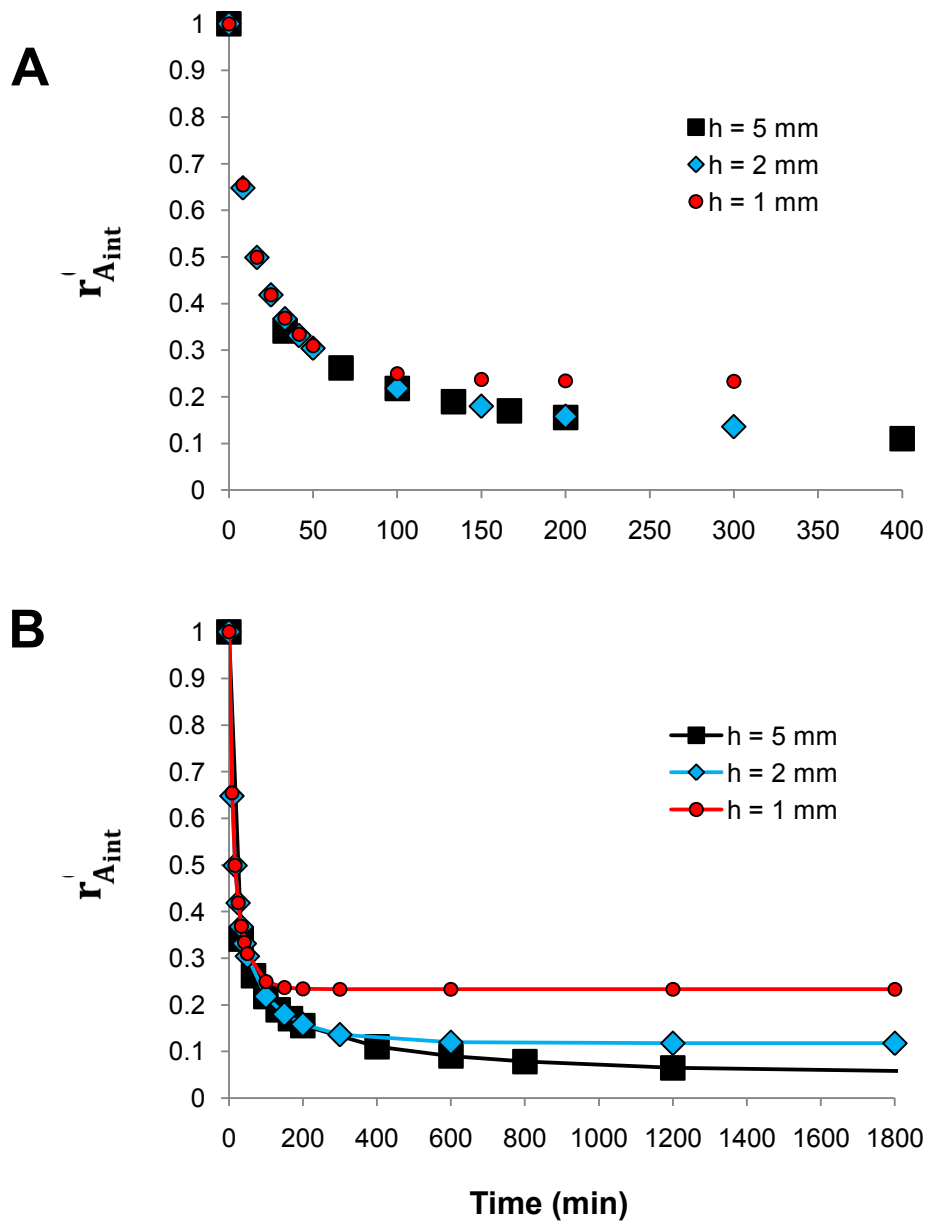 A
1
0.9
0.8
0.7
0.6
0.5
0.4
0.3
0.2
0.1
0
r'Aint
h = 5 mm
h = 2 mm
h = 1 mm
0 50 100 150 200 250 300 350 400
B
1
0.9
0.8
0.7
0.6
0.5
0.4
0.3
0.2
0.1
0
r'Aint
h = 5 mm
h = 2 mm
h = 1 mm
0 200 400 600 800 1000 1200 1400 1600 1800
Time (min)